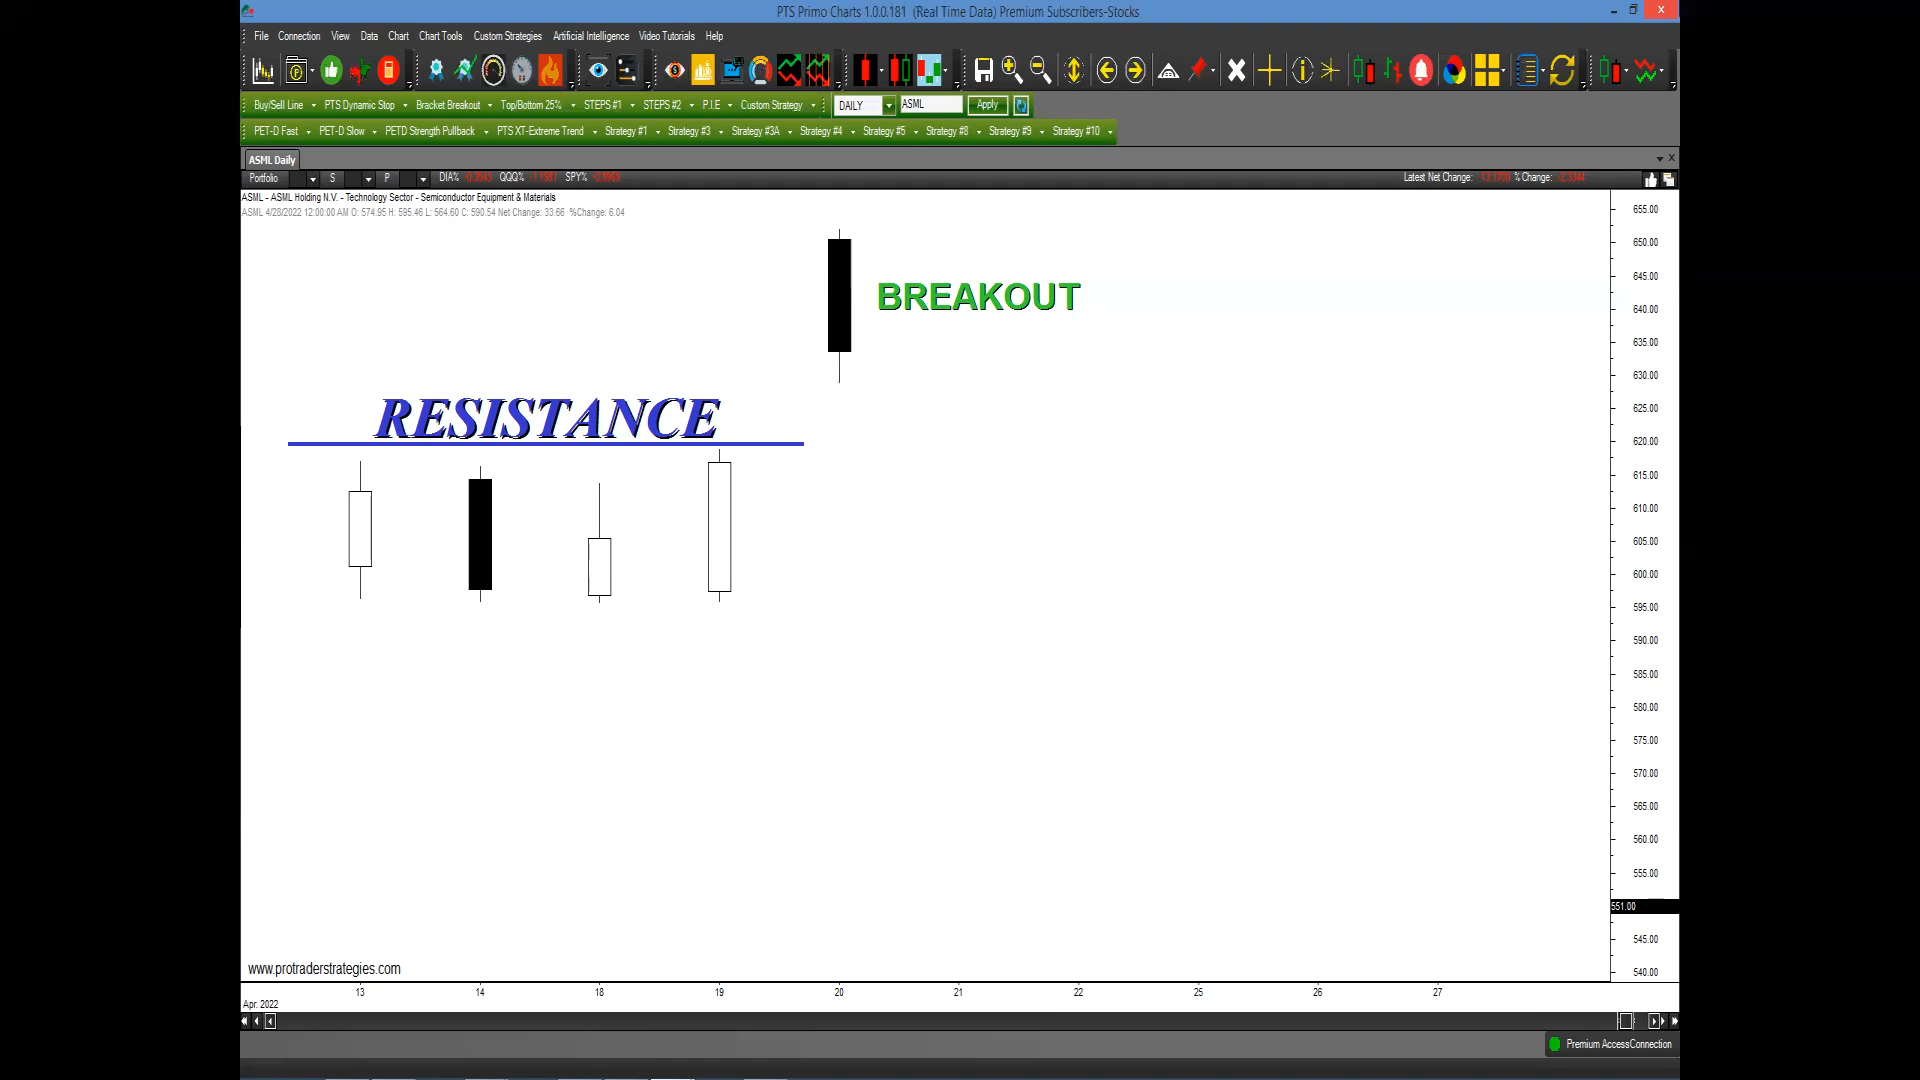 PTS Primo Charts 1.0.0.181 (Real Time Data) Premium Subscribers-Stocks
File Connection View Data Chart Chart Tools Custom Strategies Artificial Intelligence Video Tutorials Help
Buy/Sell Line PTS Dynamic Stop Bracket Breakout Top/Bottom 25% STEPS #1 STEPS #2 P.I.E Custom Strategy DAILY ASML Apply
PET-D Fast PET-D Slow PETD Strength Pullback PTS XT-Extreme Trend Strategy #1 Strategy #3 Strategy #3A Strategy #4 Strategy #5 Strategy #8 Strategy #9 Strategy #10
ASML Daily
Portfolio S P DIA% QQQ% SPY% Latest Net Change: % Change:
ASML - ASML Holding N.V. - Technology Sector - Semiconductor Equipment & Materials
ASML 4/28/2022 12:00:00 AM O: 574.95 H: 595.46 L: 564.60 C: 590.54 Net Change: 33.66 %Change: 6.04
BREAKOUT
RESISTANCE
655.00
650.00
645.00
640.00
635.00
630.00
625.00
620.00
615.00
610.00
605.00
600.00
595.00
590.00
585.00
580.00
575.00
570.00
565.00
560.00
555.00
551.00
545.00
540.00
www.protraderstrategies.com
13 14 18 19 20 21 22 25 26 27
Apr. 2022
Premium AccessConnection